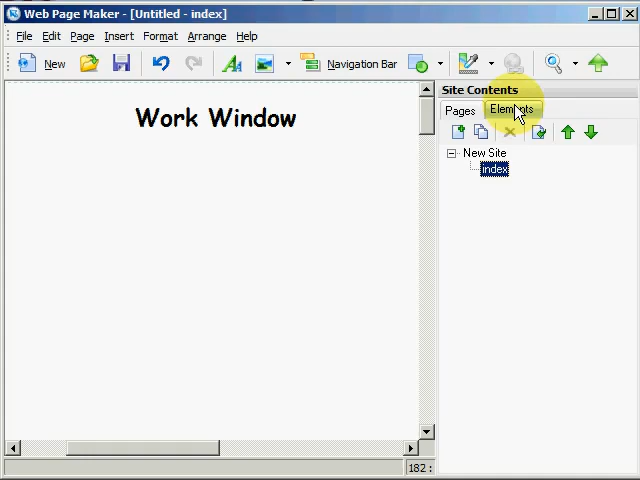 Web Page Maker - [Untitled - index]
File Edit Page Insert Format Arrange Help
New Navigation Bar
Site Contents
Pages Elements
Work Window
New Site
index
182 :